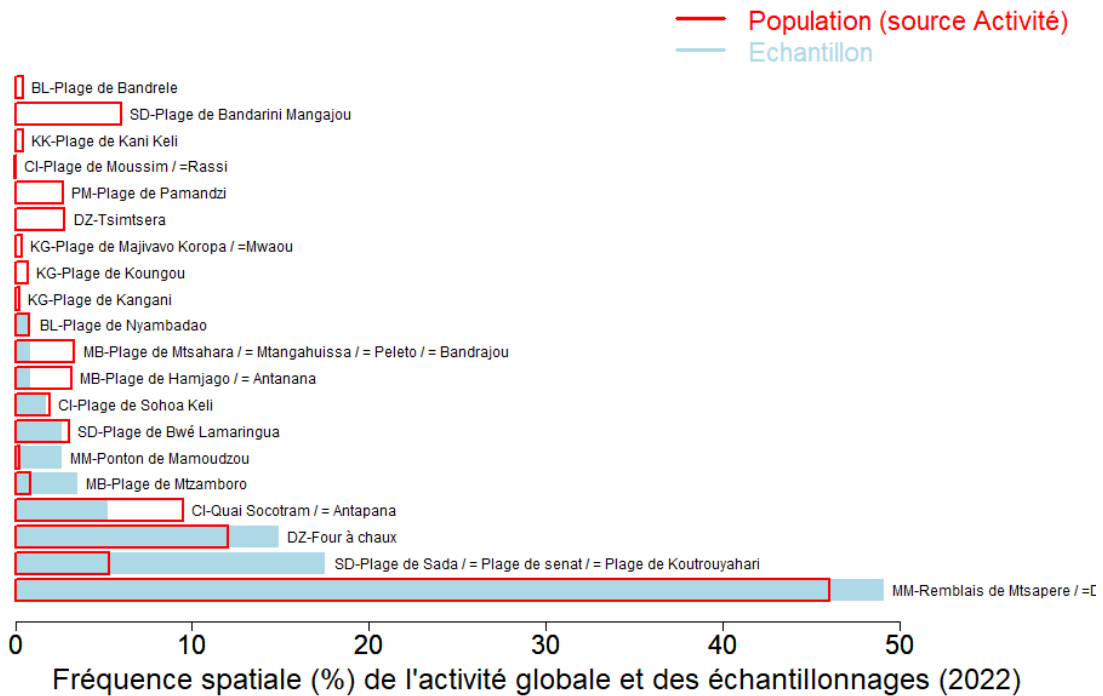 Population (source Activité)
Echantillon
BL-Plage de Bandrele
SD-Plage de Bandarini Mangajou
KK-Plage de Kani Keli
CI-Plage de Moussim / =Rassi
PM-Plage de Pamandzi
DZ-Tsimtsera
KG-Plage de Majivavo Koropa / =Mwaou
KG-Plage de Koungou
KG-Plage de Kangani
BL-Plage de Nyambadao
MB-Plage de Mtsahara / = Mtangahuissa / = Peleto / = Bandrajou
MB-Plage de Hamjago / = Antanana
CI-Plage de Sohoa Keli
SD-Plage de Bwé Lamaringua
MM-Ponton de Mamoudzou
MB-Plage de Mtzamboro
CI-Quai Socotram / = Antapana
DZ-Four à chaux
SD-Plage de Sada / = Plage de senat / = Plage de Koutrouyahari
MM-Remblais de Mtsapere / =D
0 10 20 30 40 50
Fréquence spatiale (%) de l'activité globale et des échantillonnages (2022)